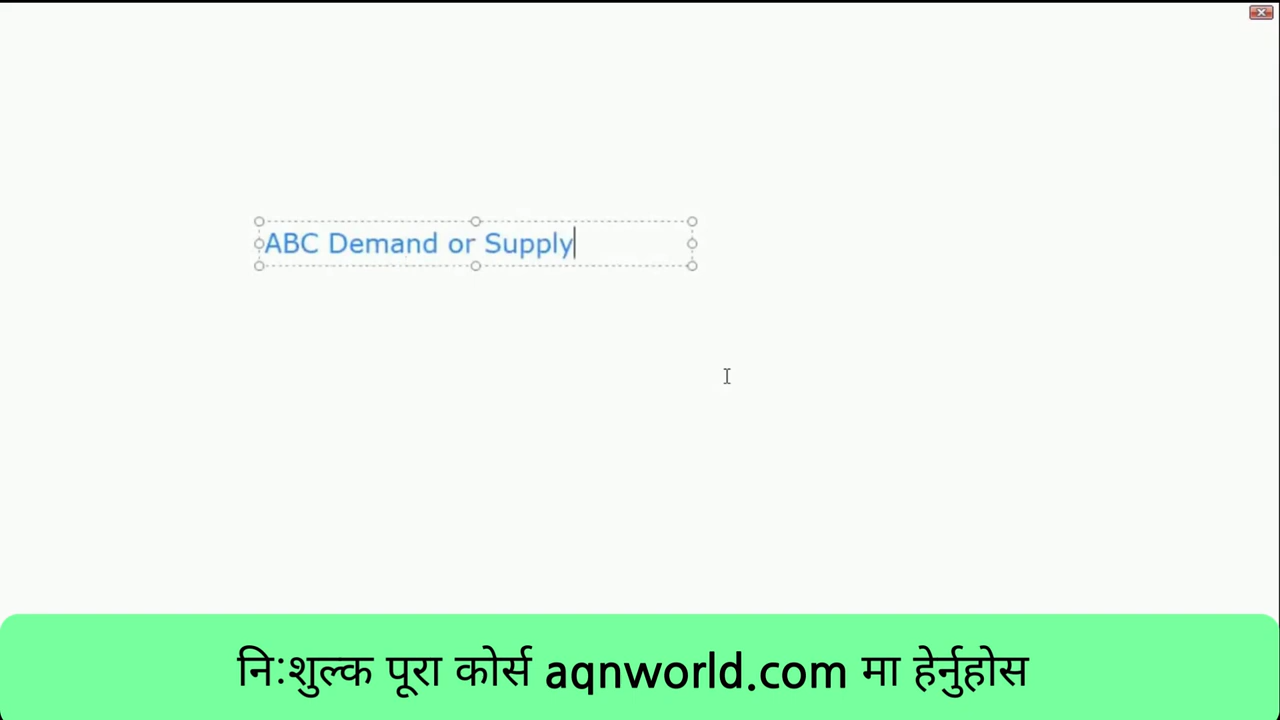 ABC Demand or Supply
नि:शुल्क पूरा कोर्स aqnworld.com मा हेर्नुहोस